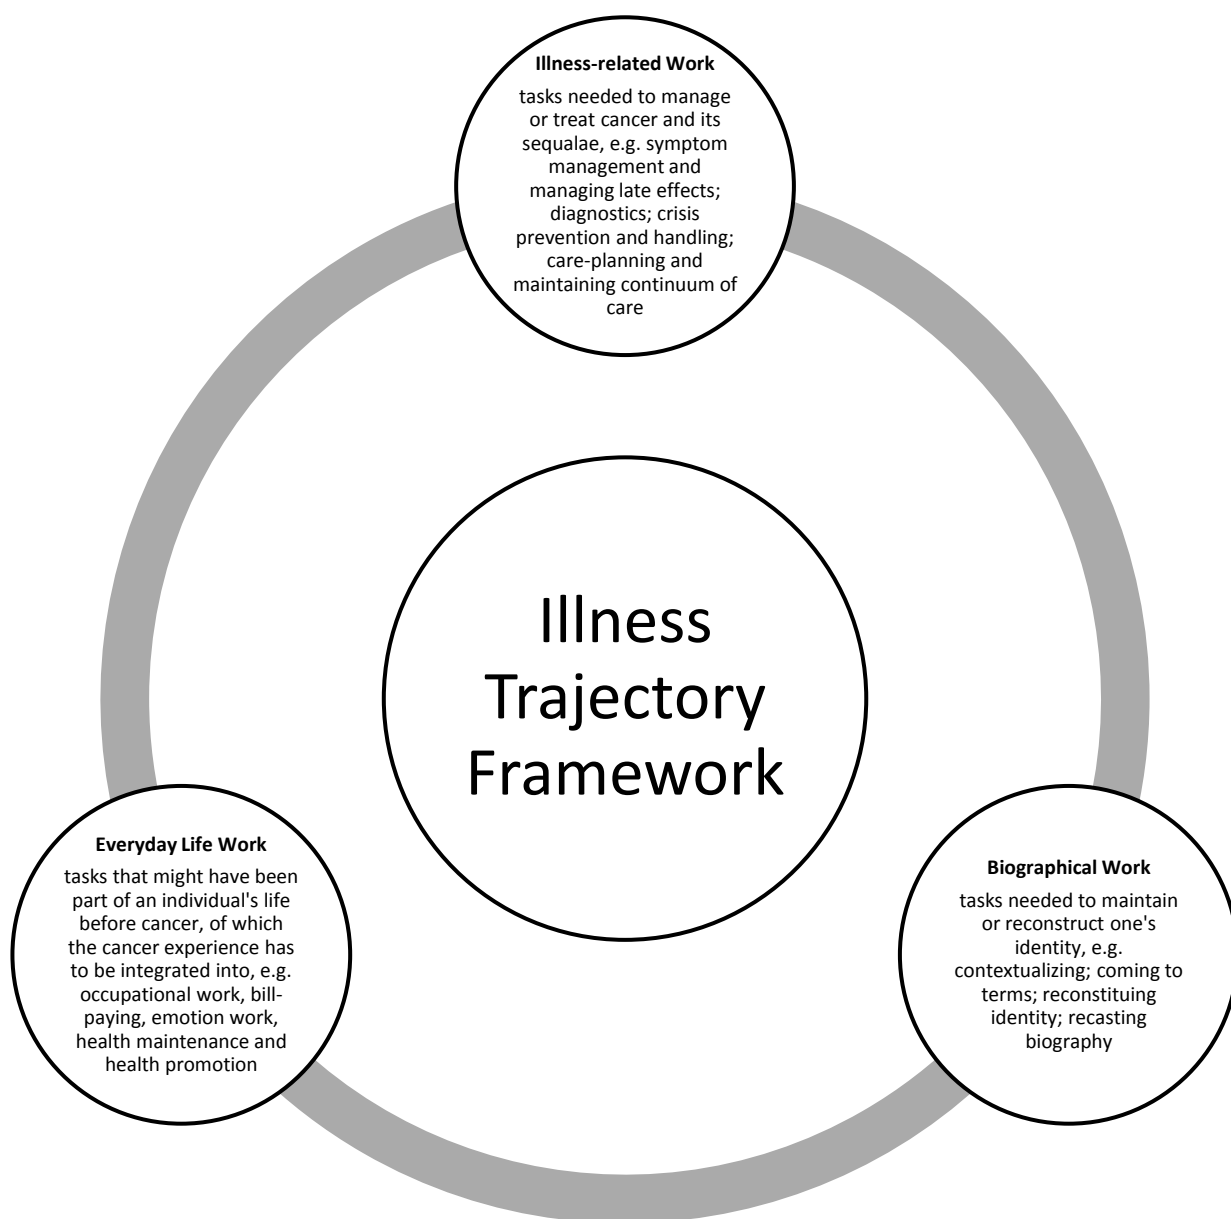 Illness-related Work
tasks needed to manage
or treat cancer and its
sequalae, e.g. symptom
management and
managing late effects;
diagnostics; crisis
prevention and handling;
care-planning and
maintaining continuum of
care
Illness
Trajectory
Framework
Everyday Life Work
tasks that might have been
part of an individual's life
before cancer, of which
the cancer experience has
to be integrated into, e.g.
occupational work, bill-
paying, emotion work,
health maintenance and
health promotion
Biographical Work
tasks needed to maintain
or reconstruct one's
identity, e.g.
contextualizing; coming to
terms; reconstituing
identity; recasting
biography